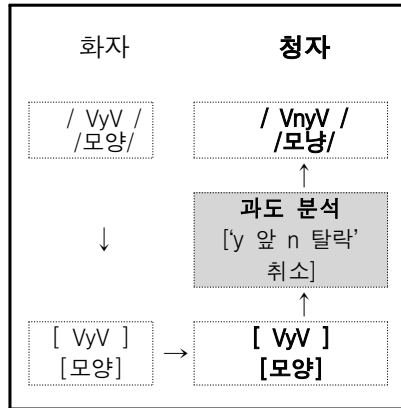 화자 청자
/ VyV / / VnyV /
/모양/ /모냥/
↑
과도 분석
↓ [‘y 앞 n 탈락’
취소]
↑
[ VyV ] → [ VyV ]
[모양] [모양]